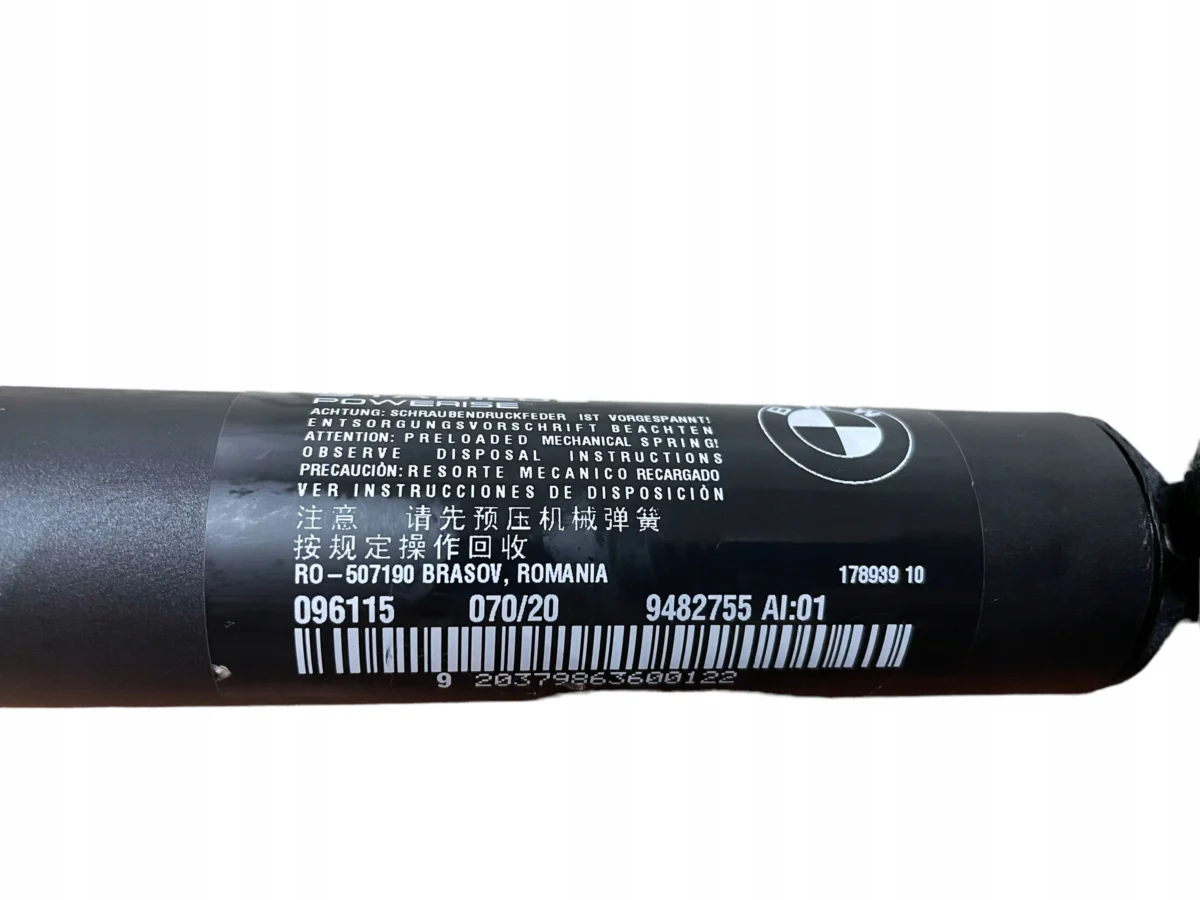 POWERISE
BMW
ACHTUNG: SCHRAUBENDRUCKFEDER IST VORGESPANNT!
ENTSORGUNGSVORSCHRIFT BEACHTEN
ATTENTION: PRELOADED MECHANICAL SPRING!
OBSERVE DISPOSAL INSTRUCTIONS
PRECAUCIÒN: RESORTE MECANICO RECARGADO
VER INSTRUCCIONES DE DISPOSICIÒN
注意 请先预压机械弹簧
按规定操作回收
RO-507190 BRASOV, ROMANIA 178939 10
096115 070/20 9482755 AI:01
9 20379863600122